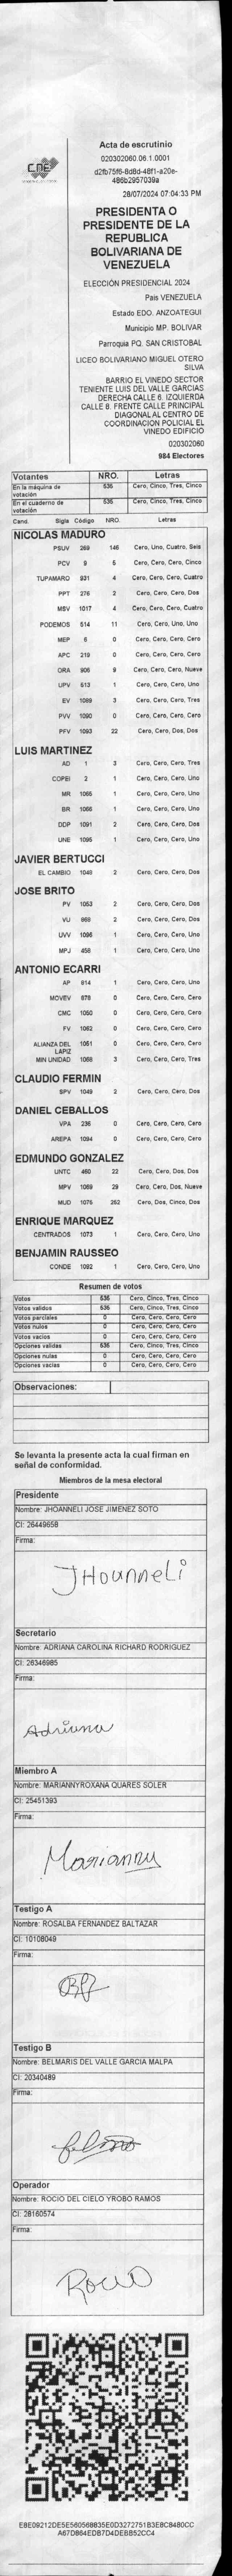 CNE
Acta de escrutinio
020302060.06.1.0001
d2fb75f6-8d8d-48f1-a20e-
486b2957039a
28/07/2024 07:04:33 PM
PRESIDENTA O
PRESIDENTE DE LA
REPUBLICA
BOLIVARIANA DE
VENEZUELA
ELECCIÓN PRESIDENCIAL 2024
Pais VENEZUELA
Estado EDO. ANZOATEGUI
Municipio MP. BOLIVAR
Parroquia PQ. SAN CRISTOBAL
LICEO BOLIVARIANO MIGUEL OTERO
SILVA
BARRIO EL VINEDO SECTOR
TENIENTE LUIS DEL VALLE GARCIAS
DERECHA CALLE 6. IZQUIERDA
CALLE 8. FRENTE CALLE PRINCIPAL
DIAGONAL AL CENTRO DE
COORDINACION POLICIAL EL
VINEDO EDIFICIO
020302060
984 Electores
Votantes NRO. Letras
En la máquina de votación 535 Cero, Cinco, Tres, Cinco
En el cuaderno de votación 535 Cero, Cinco, Tres, Cinco
Cand. Sigla Código NRO. Letras
NICOLAS MADURO
PSUV 269 146 Cero, Uno, Cuatro, Seis
PCV 9 5 Cero, Cero, Cero, Cinco
TUPAMARO 931 4 Cero, Cero, Cero, Cuatro
PPT 276 2 Cero, Cero, Cero, Dos
MSV 1017 4 Cero, Cero, Cero, Cuatro
PODEMOS 514 11 Cero, Cero, Uno, Uno
MEP 6 0 Cero, Cero, Cero, Cero
APC 219 0 Cero, Cero, Cero, Cero
ORA 906 9 Cero, Cero, Cero, Nueve
UPV 613 1 Cero, Cero, Cero, Uno
EV 1089 3 Cero, Cero, Cero, Tres
PVV 1090 0 Cero, Cero, Cero, Cero
PFV 1093 22 Cero, Cero, Dos, Dos
LUIS MARTINEZ
AD 1 3 Cero, Cero, Cero, Tres
COPEI 2 1 Cero, Cero, Cero, Uno
MR 1065 1 Cero, Cero, Cero, Uno
BR 1066 1 Cero, Cero, Cero, Uno
DDP 1091 2 Cero, Cero, Cero, Dos
UNE 1095 1 Cero, Cero, Cero, Uno
JAVIER BERTUCCI
EL CAMBIO 1048 2 Cero, Cero, Cero, Dos
JOSE BRITO
PV 1053 2 Cero, Cero, Cero, Dos
VU 968 2 Cero, Cero, Cero, Dos
UVV 1096 1 Cero, Cero, Cero, Uno
MPJ 456 1 Cero, Cero, Cero, Uno
ANTONIO ECARRI
AP 814 1 Cero, Cero, Cero, Uno
MOVEV 878 0 Cero, Cero, Cero, Cero
CMC 1050 0 Cero, Cero, Cero, Cero
FV 1062 0 Cero, Cero, Cero, Cero
ALIANZA DEL LAPIZ 1051 0 Cero, Cero, Cero, Cero
MIN UNIDAD 1068 3 Cero, Cero, Cero, Tres
CLAUDIO FERMIN
SPV 1049 2 Cero, Cero, Cero, Dos
DANIEL CEBALLOS
VPA 236 0 Cero, Cero, Cero, Cero
AREPA 1094 0 Cero, Cero, Cero, Cero
EDMUNDO GONZALEZ
UNTC 460 22 Cero, Cero, Dos, Dos
MPV 1069 29 Cero, Cero, Dos, Nueve
MUD 1075 252 Cero, Dos, Cinco, Dos
ENRIQUE MARQUEZ
CENTRADOS 1073 1 Cero, Cero, Cero, Uno
BENJAMIN RAUSSEO
CONDE 1092 1 Cero, Cero, Cero, Uno
Resumen de votos
Votos 535 Cero, Cinco, Tres, Cinco
Votos validos 535 Cero, Cinco, Tres, Cinco
Votos parciales 0 Cero, Cero, Cero, Cero
Votos nulos 0 Cero, Cero, Cero, Cero
Votos vacios 0 Cero, Cero, Cero, Cero
Opciones validas 535 Cero, Cinco, Tres, Cinco
Opciones nulas 0 Cero, Cero, Cero, Cero
Opciones vacias 0 Cero, Cero, Cero, Cero
Observaciones:
Se levanta la presente acta la cual firman en
señal de conformidad.
Miembros de la mesa electoral
Presidente
Nombre: JHOANNELI JOSE JIMENEZ SOTO
CI: 26449658
Firma:
JHoanneli
Secretario
Nombre: ADRIANA CAROLINA RICHARD RODRIGUEZ
CI: 26346985
Firma:
Adriana
Miembro A
Nombre: MARIANNYROXANA QUARES SOLER
CI: 25451393
Firma:
Marianny
Testigo A
Nombre: ROSALBA FERNANDEZ BALTAZAR
CI: 10108049
Firma:
Testigo B
Nombre: BELMARIS DEL VALLE GARCIA MALPA
CI: 20340489
Firma:
Operador
Nombre: ROCIO DEL CIELO YROBO RAMOS
CI: 28160574
Firma:
Rocio
E8E09212DE5E560568835E0D3272751B3E8C8480CC
A67D864EDB7D4DEBB52CC4